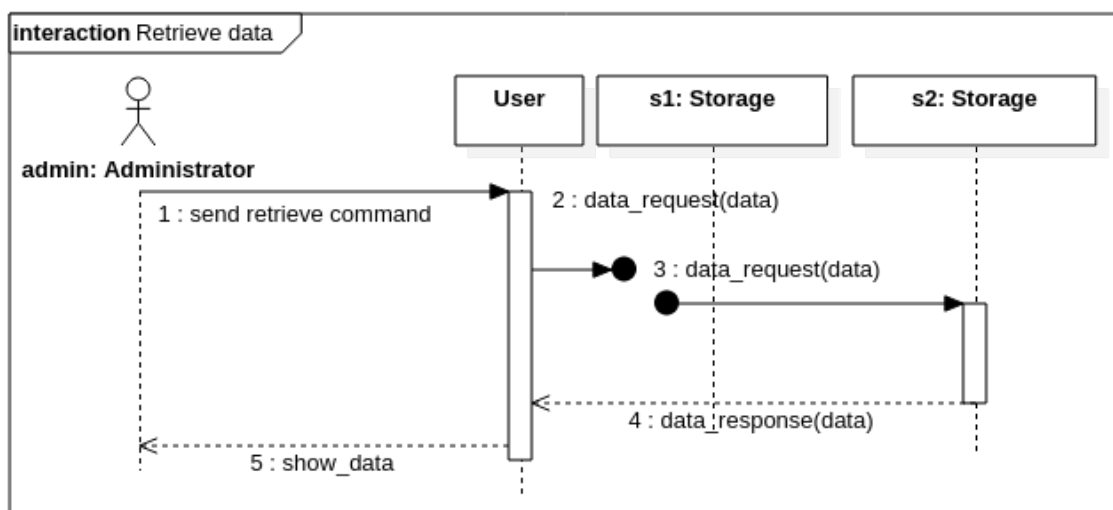 interaction Retrieve data
User
s1: Storage
s2: Storage
admin: Administrator
1 : send retrieve command
2 : data_request(data)
3 : data_request(data)
4 : data_response(data)
5 : show_data